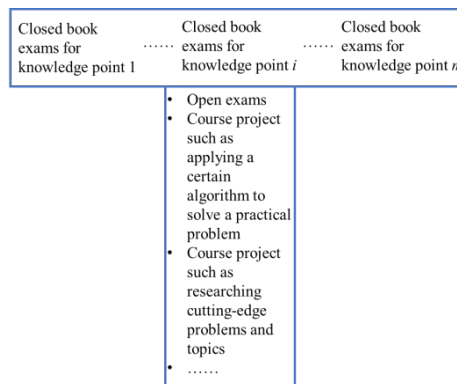 Closed book
exams for
knowledge point 1
……
Closed book
exams for
knowledge point i
……
Closed book
exams for
knowledge point n
• Open exams
• Course project
such as
applying a
certain
algorithm to
solve a practical
problem
• Course project
such as
researching
cutting-edge
problems and
topics
• ……